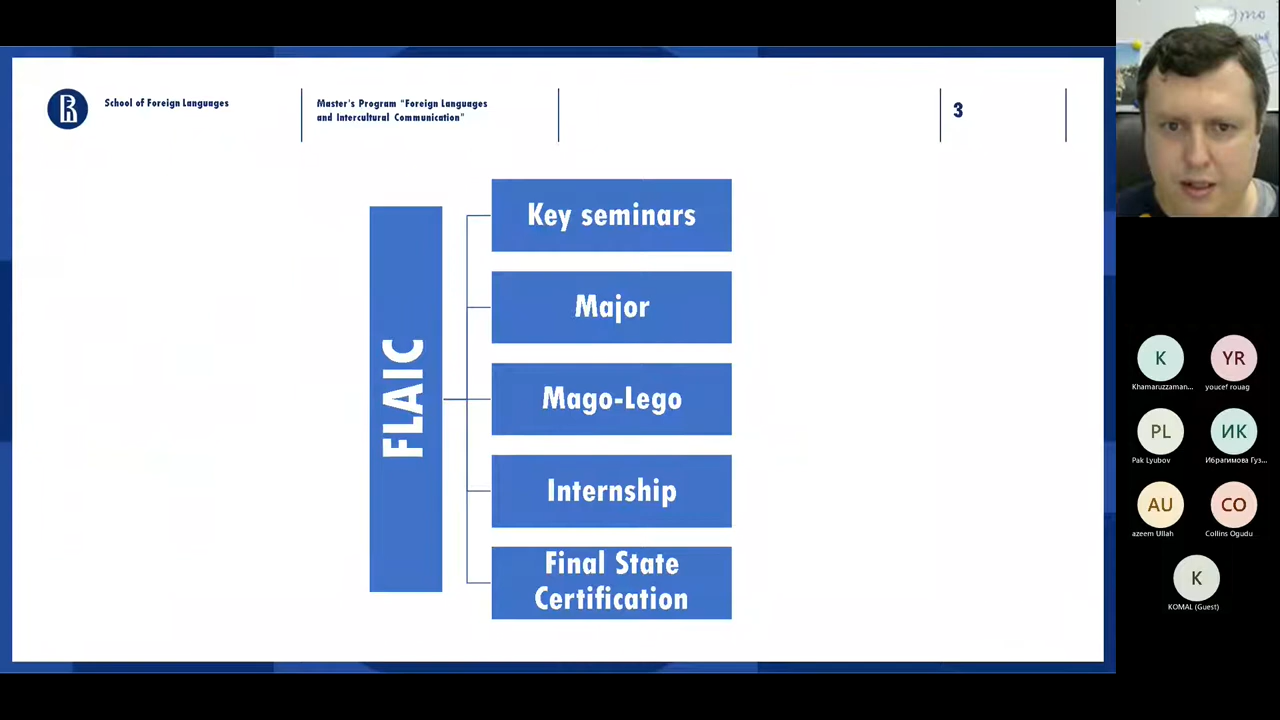 School of Foreign Languages
Master's Program "Foreign Languages
and Intercultural Communication"
3
FLAIC
Key seminars
Major
Mago-Lego
Internship
Final State
Certification
K
Khamaruzzaman...
YR
youcef rouag
PL
Pak Lyubov
ИК
Ибрагимова Гуз...
AU
azeem Ullah
CO
Collins Ogudu
K
KOMAL (Guest)